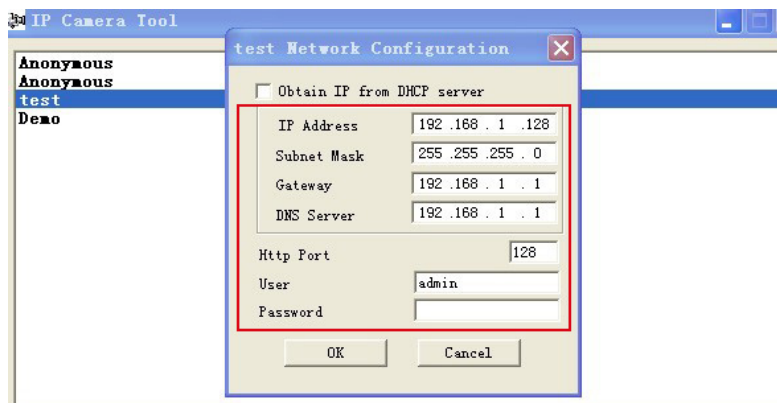 IP Camera Tool
test Network Configuration
Anonymous
Anonymous
test
Demo
Obtain IP from DHCP server
IP Address 192 .168 . 1 .128
Subnet Mask 255 .255 .255 . 0
Gateway 192 .168 . 1 . 1
DNS Server 192 .168 . 1 . 1
Http Port 128
User admin
Password
OK Cancel